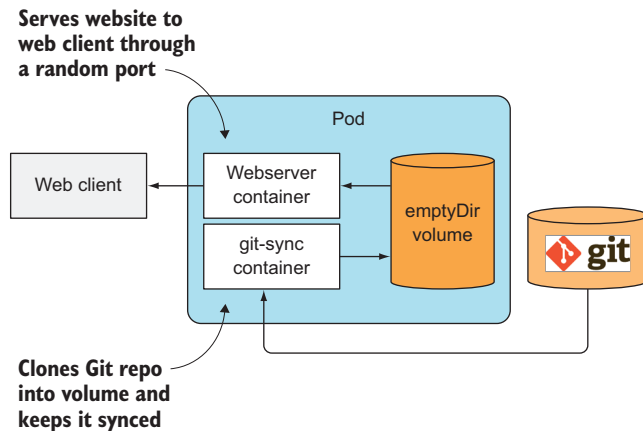 Serves website to
web client through
a random port
Pod
Web client
Webserver
container
emptyDir
volume
git-sync
container
git
Clones Git repo
into volume and
keeps it synced